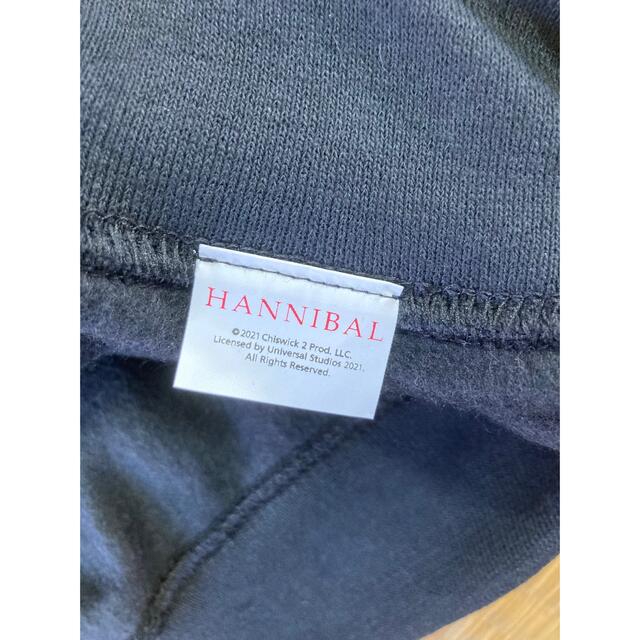 HANNIBAL
©2021 Chiswick 2 Prod. LLC.
Licensed by Universal Studios 2021.
All Rights Reserved.